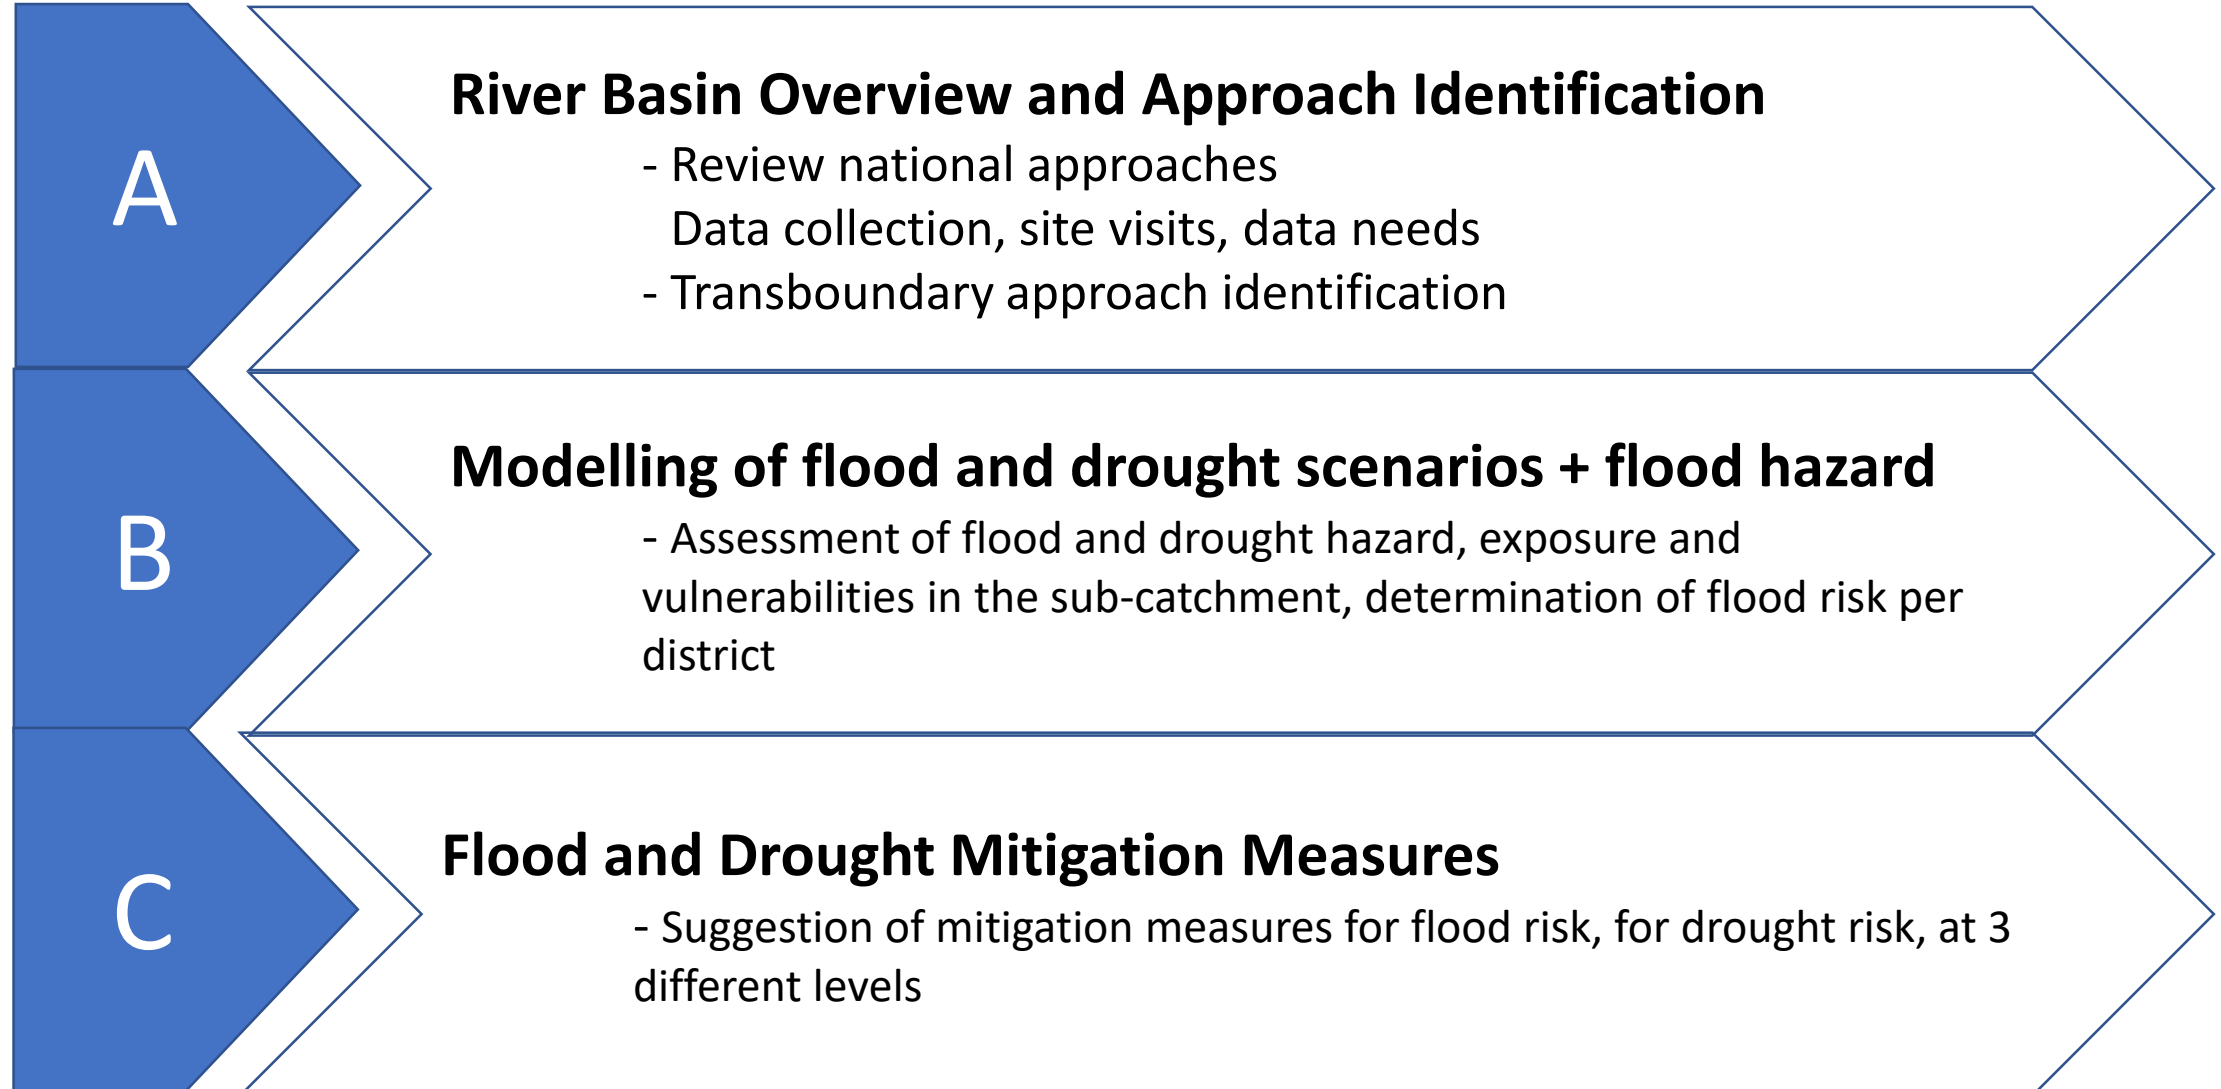 A
River Basin Overview and Approach Identification
- Review national approaches
Data collection, site visits, data needs
- Transboundary approach identification
B
Modelling of flood and drought scenarios + flood hazard
- Assessment of flood and drought hazard, exposure and
vulnerabilities in the sub-catchment, determination of flood risk per
district
C
Flood and Drought Mitigation Measures
- Suggestion of mitigation measures for flood risk, for drought risk, at 3
different levels